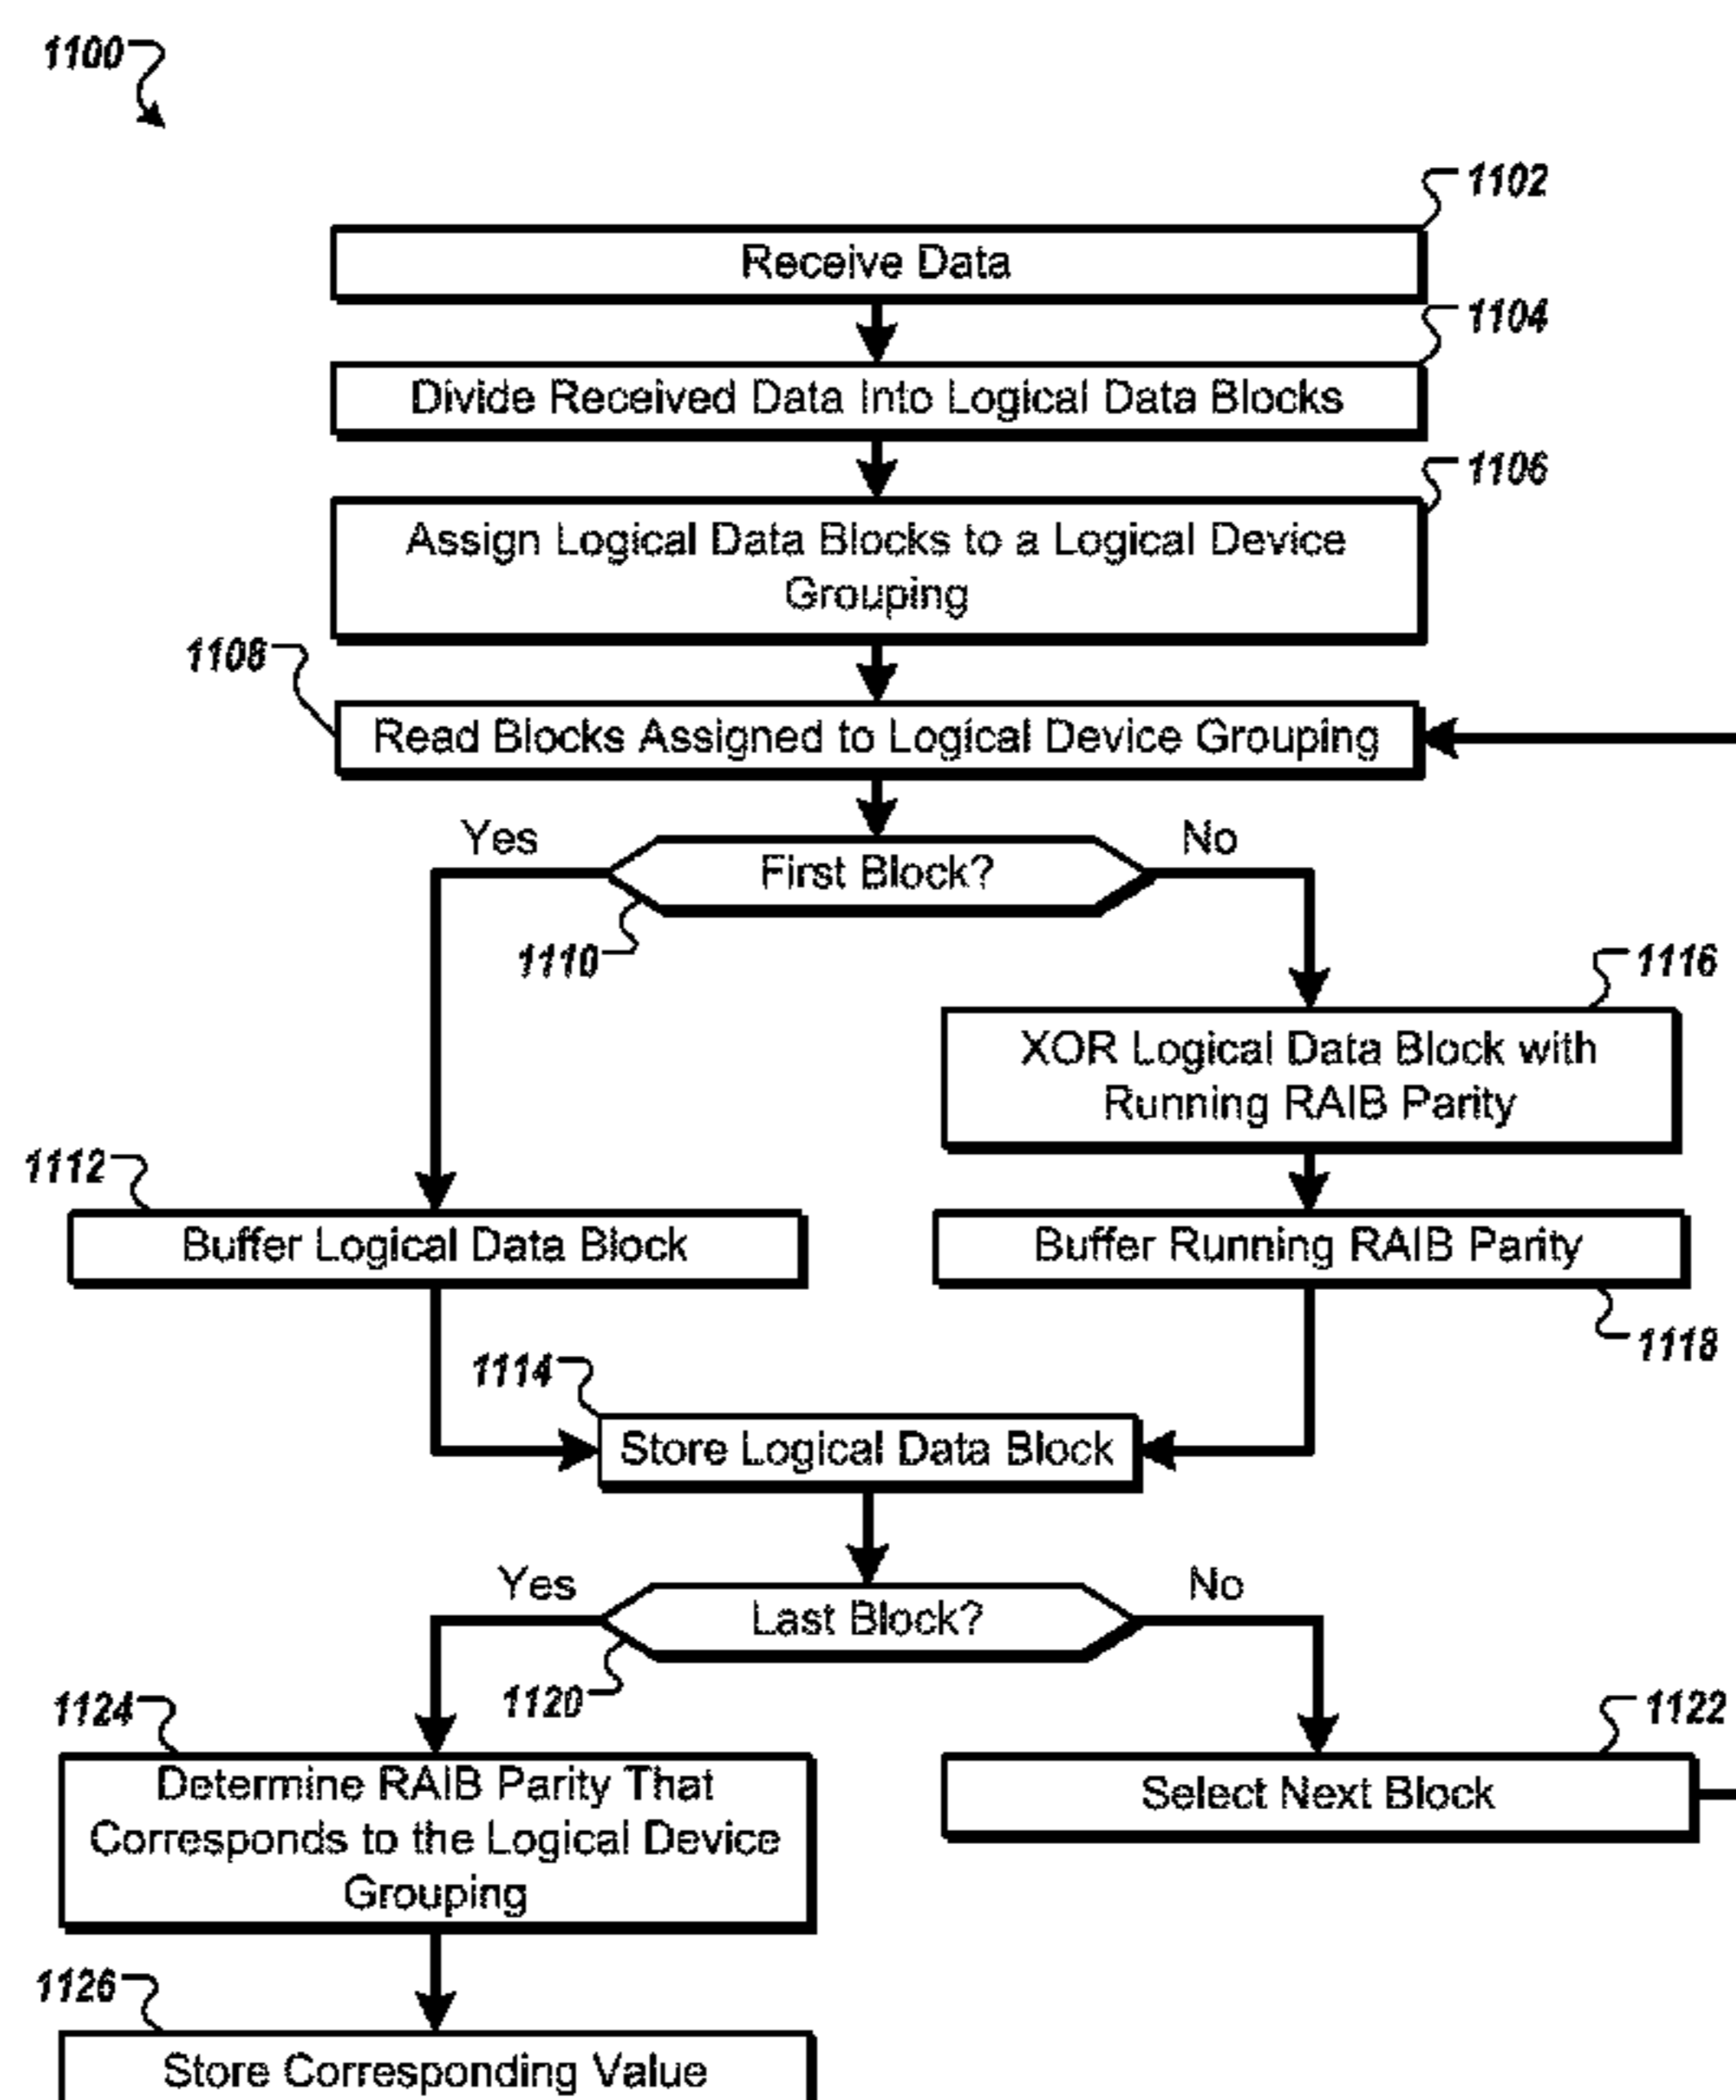 1100
1102
Receive Data
1104
Divide Received Data Into Logical Data Blocks
1106
Assign Logical Data Blocks to a Logical Device
Grouping
1108
Read Blocks Assigned to Logical Device Grouping
Yes
No
First Block?
1110
1116
XOR Logical Data Block with
Running RAIB Parity
1112
Buffer Logical Data Block
Buffer Running RAIB Parity
1118
1114
Store Logical Data Block
Yes
No
Last Block?
1120
1124
1122
Determine RAIB Parity That
Corresponds to the Logical Device
Grouping
Select Next Block
1126
Store Corresponding Value